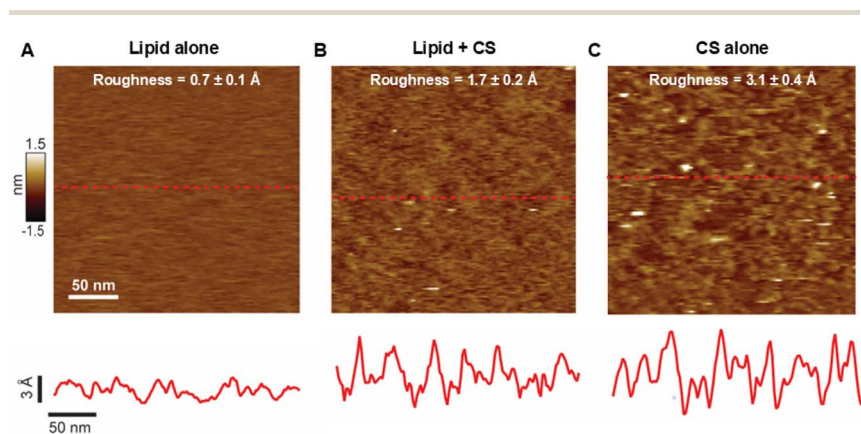 A Lipid alone
Roughness = 0.7 ± 0.1 Å
B Lipid + CS
Roughness = 1.7 ± 0.2 Å
C CS alone
Roughness = 3.1 ± 0.4 Å
1.5
nm
-1.5
50 nm
3 Å
50 nm